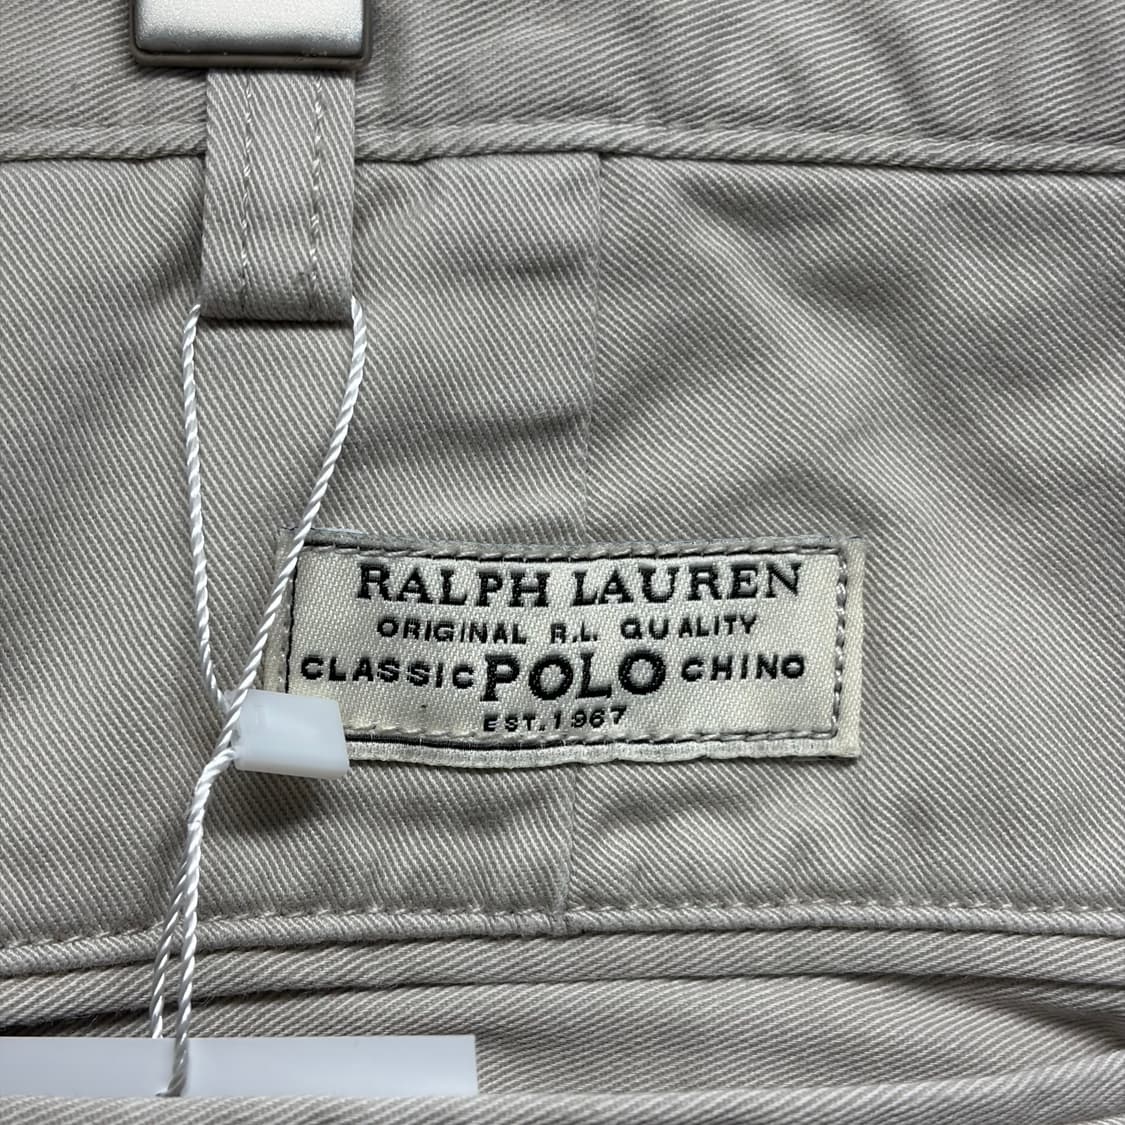 RALPH LAUREN
ORIGINAL R.L. QUALITY
CLASSIC POLO CHINO
EST. 1967